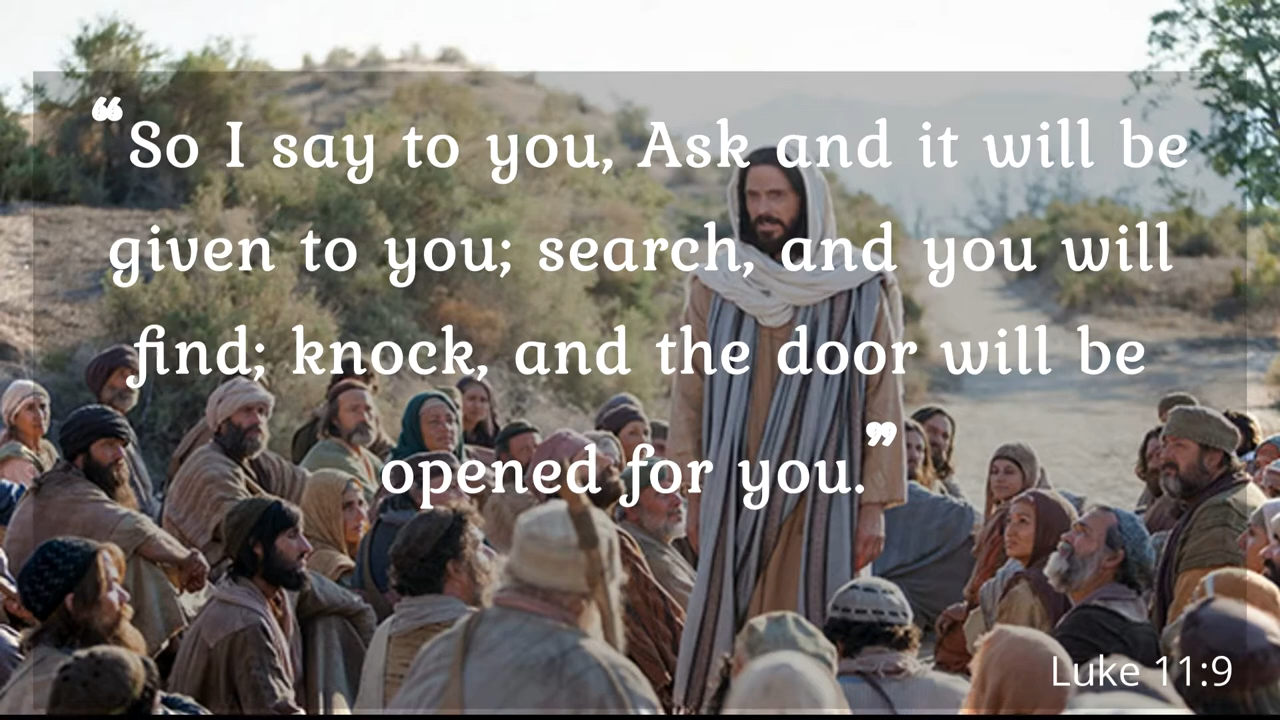 “So I say to you, Ask and it will be
given to you; search, and you will
find; knock, and the door will be
opened for you.”
Luke 11:9